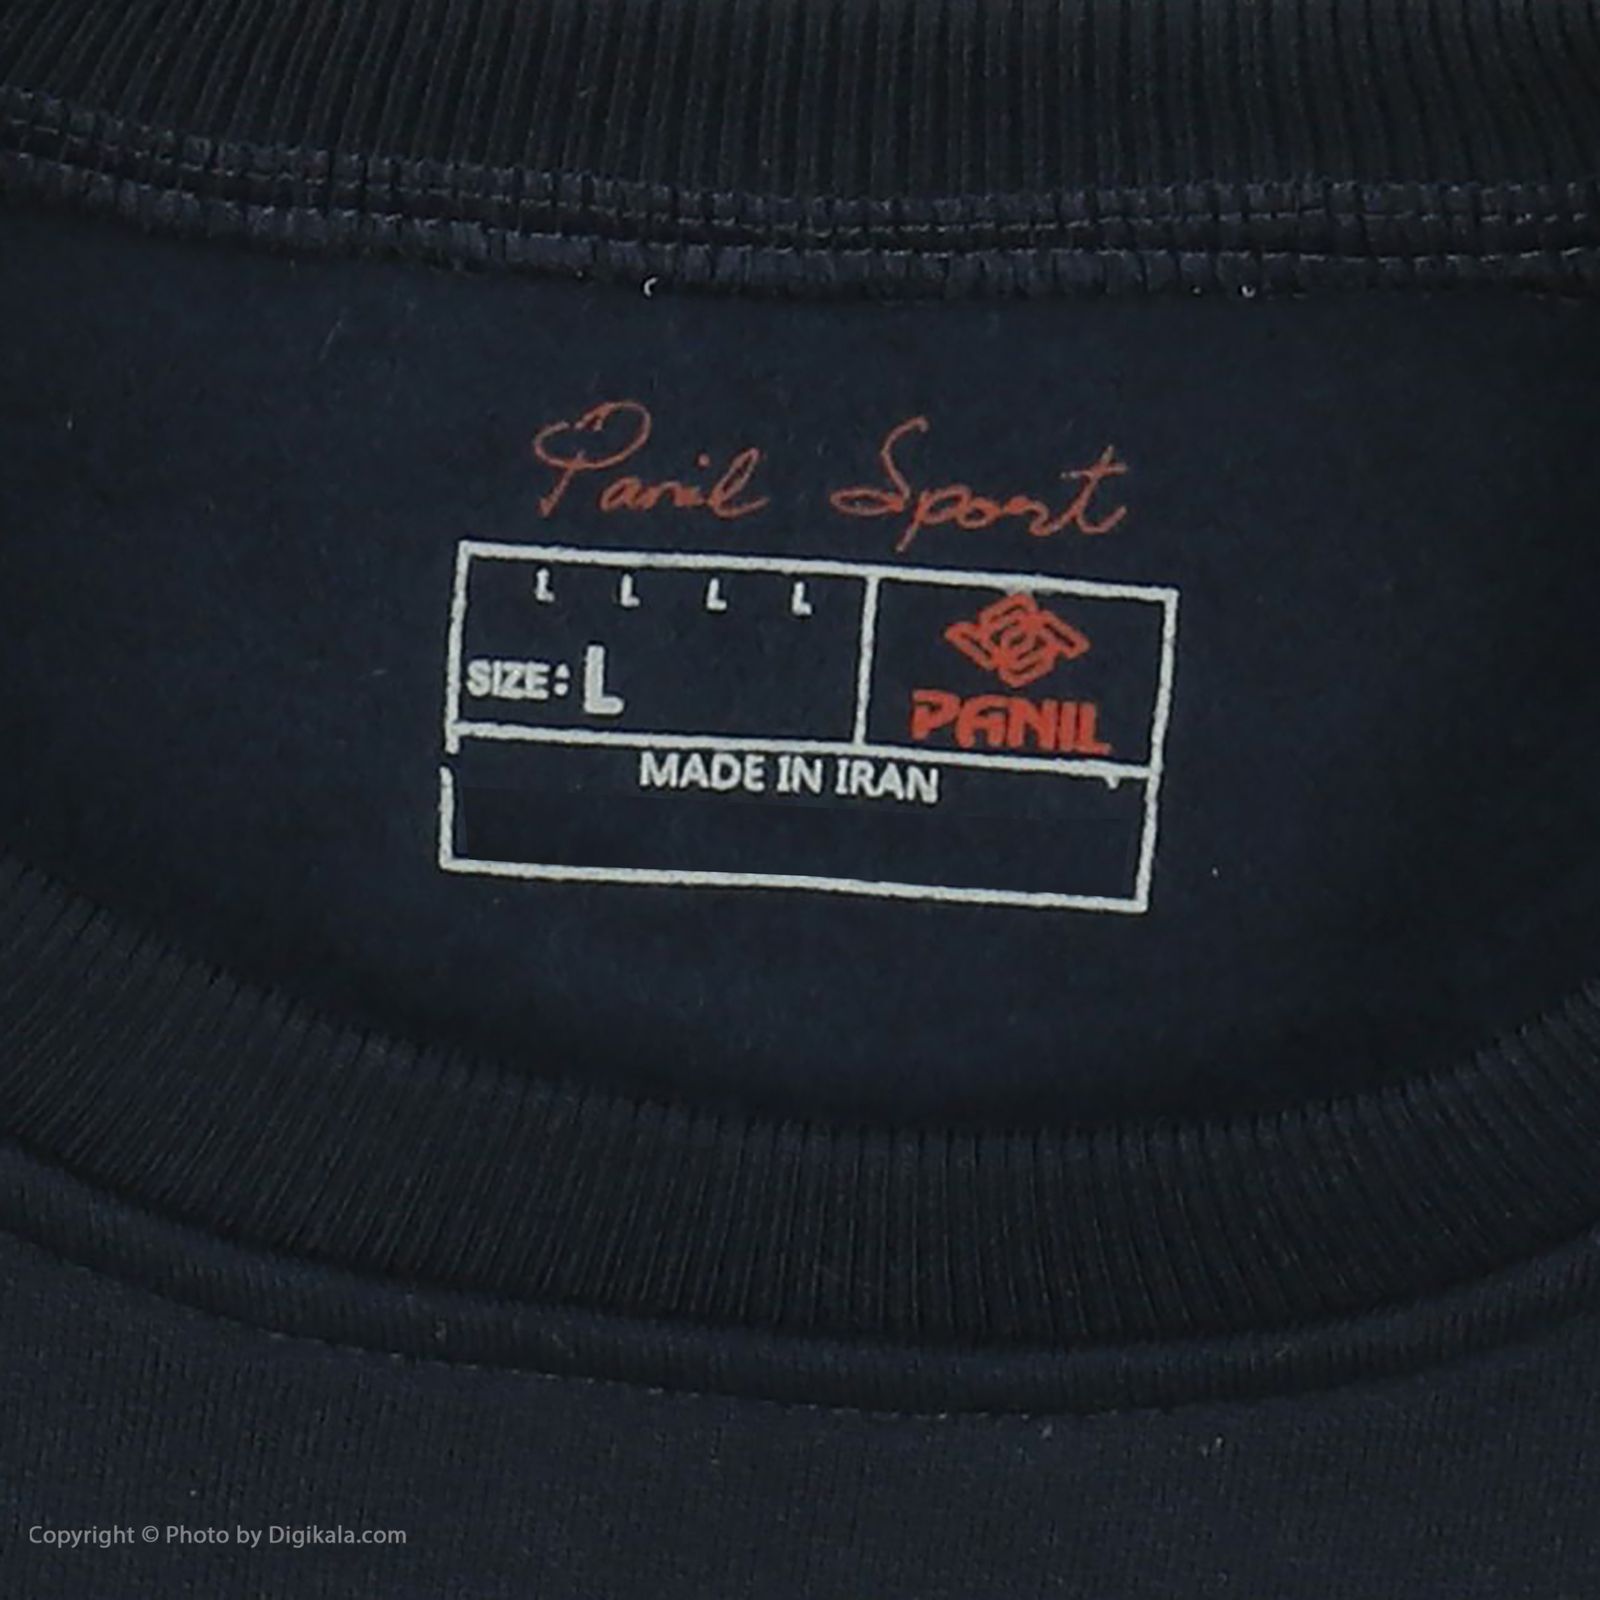 Panil Sport
L L L L
SIZE: L
PANIL
MADE IN IRAN
Copyright © Photo by Digikala.com